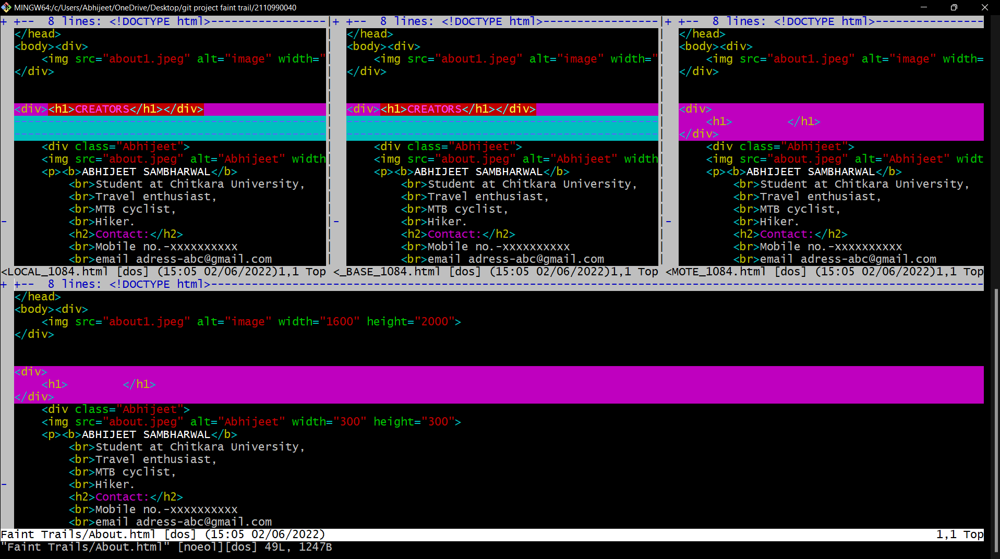 MINGW64:/c/Users/Abhijeet/OneDrive/Desktop/git project faint trail/2110990040
+ +--  8 lines: <!DOCTYPE html>-----------------
</head>
<body><div>
    <img src="about1.jpeg" alt="image" width="
</div>
<div><h1>CREATORS</h1></div>
    <div class="Abhijeet">
    <img src="about.jpeg" alt="Abhijeet" width
    <p><b>ABHIJEET SAMBHARWAL</b>
        <br>Student at Chitkara University,
        <br>Travel enthusiast,
        <br>MTB cyclist,
-        <br>Hiker.
        <h2>Contact:</h2>
        <br>Mobile no.-xxxxxxxxxx
        <br>email adress-abc@gmail.com
<LOCAL_1084.html [dos] (15:05 02/06/2022)1,1 Top
+ +--  8 lines: <!DOCTYPE html>-----------------
</head>
<body><div>
    <img src="about1.jpeg" alt="image" width="
</div>
<div><h1>CREATORS</h1></div>
    <div class="Abhijeet">
    <img src="about.jpeg" alt="Abhijeet" width
    <p><b>ABHIJEET SAMBHARWAL</b>
        <br>Student at Chitkara University,
        <br>Travel enthusiast,
        <br>MTB cyclist,
-        <br>Hiker.
        <h2>Contact:</h2>
        <br>Mobile no.-xxxxxxxxxx
        <br>email adress-abc@gmail.com
<_BASE_1084.html [dos] (15:05 02/06/2022)1,1 Top
+ +--  8 lines: <!DOCTYPE html>----------------
</head>
<body><div>
    <img src="about1.jpeg" alt="image" width=
</div>
<div>
    <h1>        </h1>
</div>
    <div class="Abhijeet">
    <img src="about.jpeg" alt="Abhijeet" widt
    <p><b>ABHIJEET SAMBHARWAL</b>
        <br>Student at Chitkara University,
        <br>Travel enthusiast,
        <br>MTB cyclist,
-        <br>Hiker.
        <h2>Contact:</h2>
        <br>Mobile no.-xxxxxxxxxx
        <br>email adress-abc@gmail.com
<MOTE_1084.html [dos] (15:05 02/06/2022)1,1 Top
+ +--  8 lines: <!DOCTYPE html>------------------------------------------------------------------------------------------------------------------
</head>
<body><div>
    <img src="about1.jpeg" alt="image" width="1600" height="2000">
</div>
<div>
    <h1>        </h1>
</div>
    <div class="Abhijeet">
    <img src="about.jpeg" alt="Abhijeet" width="300" height="300">
    <p><b>ABHIJEET SAMBHARWAL</b>
        <br>Student at Chitkara University,
        <br>Travel enthusiast,
        <br>MTB cyclist,
-        <br>Hiker.
        <h2>Contact:</h2>
        <br>Mobile no.-xxxxxxxxxx
        <br>email adress-abc@gmail.com
Faint Trails/About.html [dos] (15:05 02/06/2022) 1,1 Top
"Faint Trails/About.html" [noeol][dos] 49L, 1247B